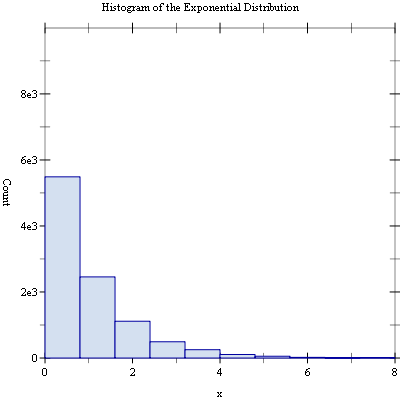 Histogram of the Exponential Distribution
8e3
6e3
4e3
2e3
0
Count
0 2 4 6 8
x